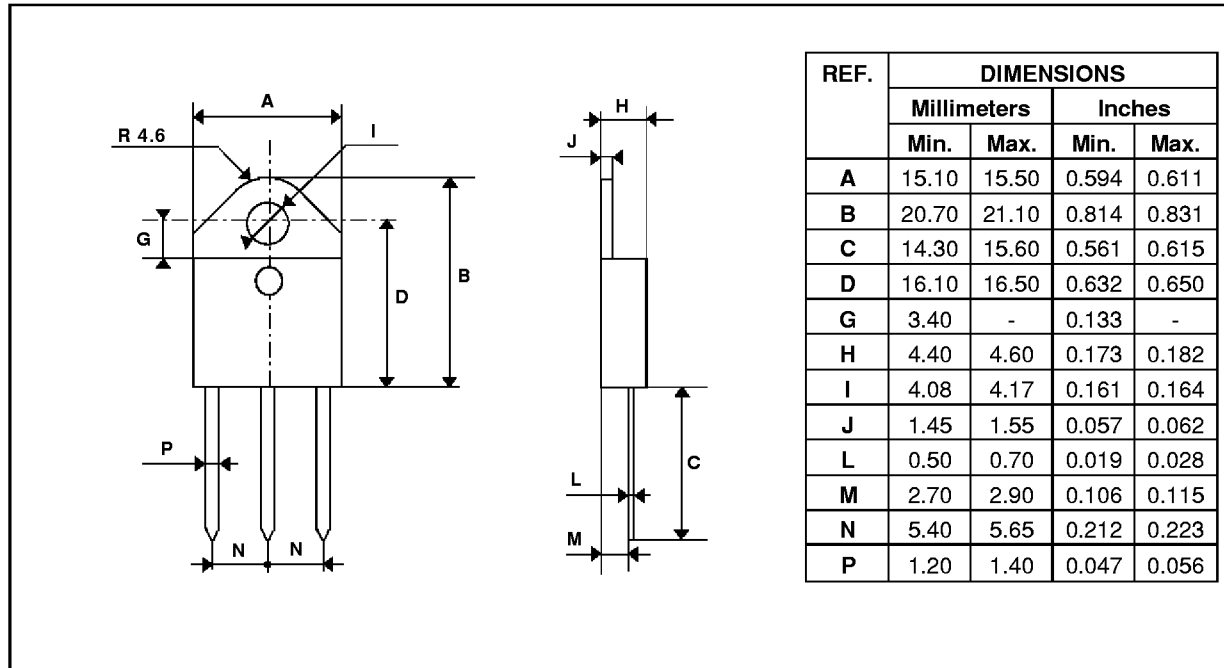 A
R 4.6
I
G
B
D
P
N N
H
J
C
L
M
REF. DIMENSIONS
Millimeters Inches
Min. Max. Min. Max.
A 15.10 15.50 0.594 0.611
B 20.70 21.10 0.814 0.831
C 14.30 15.60 0.561 0.615
D 16.10 16.50 0.632 0.650
G 3.40 - 0.133 -
H 4.40 4.60 0.173 0.182
I 4.08 4.17 0.161 0.164
J 1.45 1.55 0.057 0.062
L 0.50 0.70 0.019 0.028
M 2.70 2.90 0.106 0.115
N 5.40 5.65 0.212 0.223
P 1.20 1.40 0.047 0.056